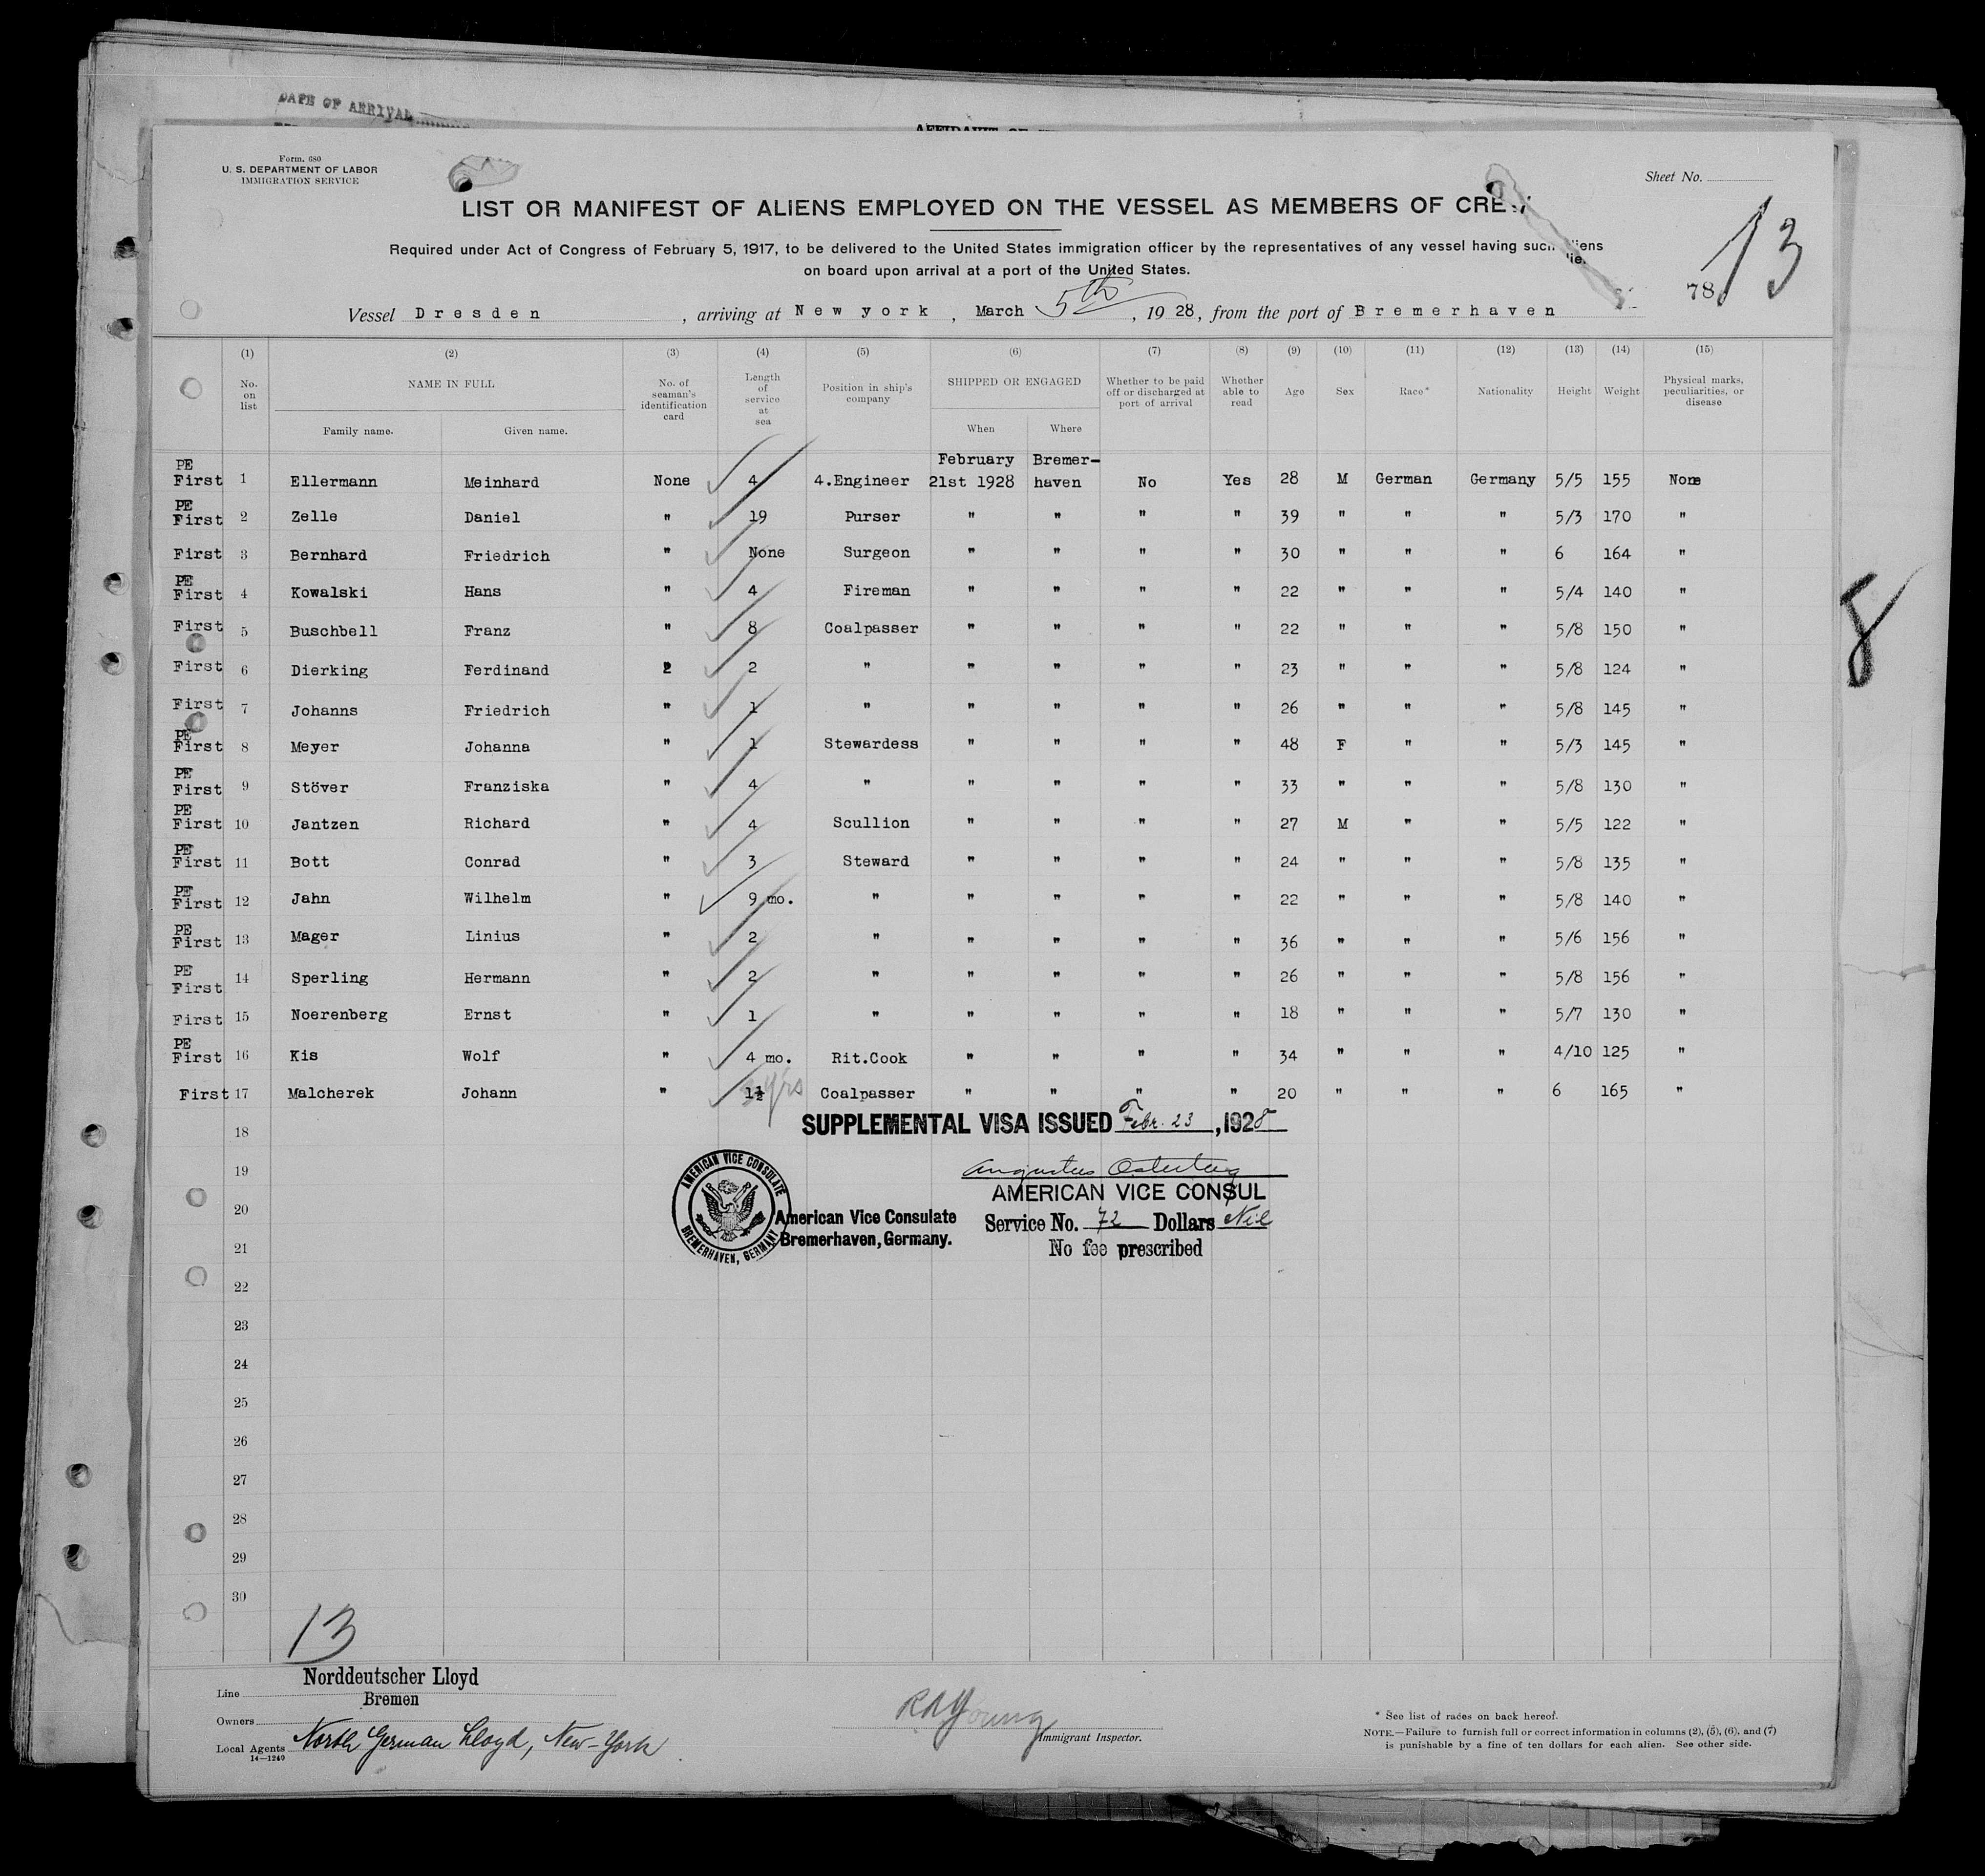 DATE OF ARRIVAL
Form. 680
U. S. DEPARTMENT OF LABOR
IMMIGRATION SERVICE
Sheet No.
13
78
LIST OR MANIFEST OF ALIENS EMPLOYED ON THE VESSEL AS MEMBERS OF CREW
Required under Act of Congress of February 5, 1917, to be delivered to the United States immigration officer by the representatives of any vessel having such aliens
on board upon arrival at a port of the United States.
Vessel Dresden, arriving at New york, March 5th, 1928, from the port of Bremerhaven
(1) (2) (3) (4) (5) (6) (7) (8) (9) (10) (11) (12) (13) (14) (15)
No. on list NAME IN FULL No. of seaman's identification card Length of service at sea Position in ship's company SHIPPED OR ENGAGED Whether to be paid off or discharged at port of arrival Whether able to read Age Sex Race* Nationality Height Weight Physical marks, peculiarities, or disease
Family name. Given name. When Where
PE First 1 Ellermann Meinhard None 4 4.Engineer February 21st 1928 Bremer-haven No Yes 28 M German Germany 5/5 155 None
PE First 2 Zelle Daniel " 19 Purser " " " " 39 " " " 5/3 170 "
First 3 Bernhard Friedrich " None Surgeon " " " " 30 " " " 6 164 "
PE First 4 Kowalski Hans " 4 Fireman " " " " 22 " " " 5/4 140 "
First 5 Buschbell Franz " 8 Coalpasser " " " " 22 " " " 5/8 150 "
First 6 Dierking Ferdinand 2 2 " " " " " 23 " " " 5/8 124 "
First 7 Johanns Friedrich " 1 " " " " " 26 " " " 5/8 145 "
PE First 8 Meyer Johanna " 1 Stewardess " " " " 48 F " " 5/3 145 "
PE First 9 Stöver Franziska " 4 " " " " " 33 " " " 5/8 130 "
PE First 10 Jantzen Richard " 4 Scullion " " " " 27 M " " 5/5 122 "
PE First 11 Bott Conrad " 3 Steward " " " " 24 " " " 5/8 135 "
PE First 12 Jahn Wilhelm " 9 mo. " " " " " 22 " " " 5/8 140 "
PE First 13 Mager Linius " 2 " " " " " 36 " " " 5/6 156 "
PE First 14 Sperling Hermann " 2 " " " " " 26 " " " 5/8 156 "
First 15 Noerenberg Ernst " 1 " " " " " 18 " " " 5/7 130 "
PE First 16 Kis Wolf " 4 mo. Rit.Cook " " " " 34 " " " 4/10 125 "
First 17 Malcherek Johann " 1½ yrs Coalpasser " " " " 20 " " " 6 165 "
18
SUPPLEMENTAL VISA ISSUED Febr. 23, 1928
19
Augustus Ostertag
AMERICAN VICE CONSUL
20
AMERICAN VICE CONSULATE
BREMERHAVEN, GERMANY
American Vice Consulate
Bremerhaven, Germany.
Service No. 72 Dollars Nil
No fee prescribed
21
22
23
24
25
26
27
28
29
30
8
13
Line Norddeutscher Lloyd
Bremen
Owners
Local Agents North German Lloyd, New-York
14—1240
RAYoung
Immigrant Inspector.
* See list of races on back hereof.
NOTE.—Failure to furnish full or correct information in columns (2), (5), (6), and (7)
is punishable by a fine of ten dollars for each alien. See other side.